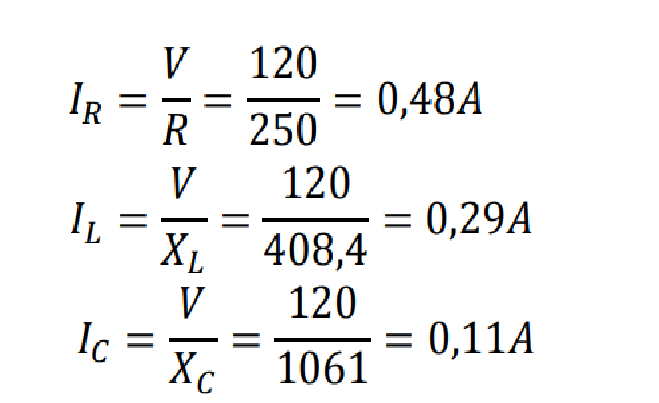 I_R = V/R = 120/250 = 0,48A
I_L = V/X_L = 120/408,4 = 0,29A
I_C = V/X_C = 120/1061 = 0,11A